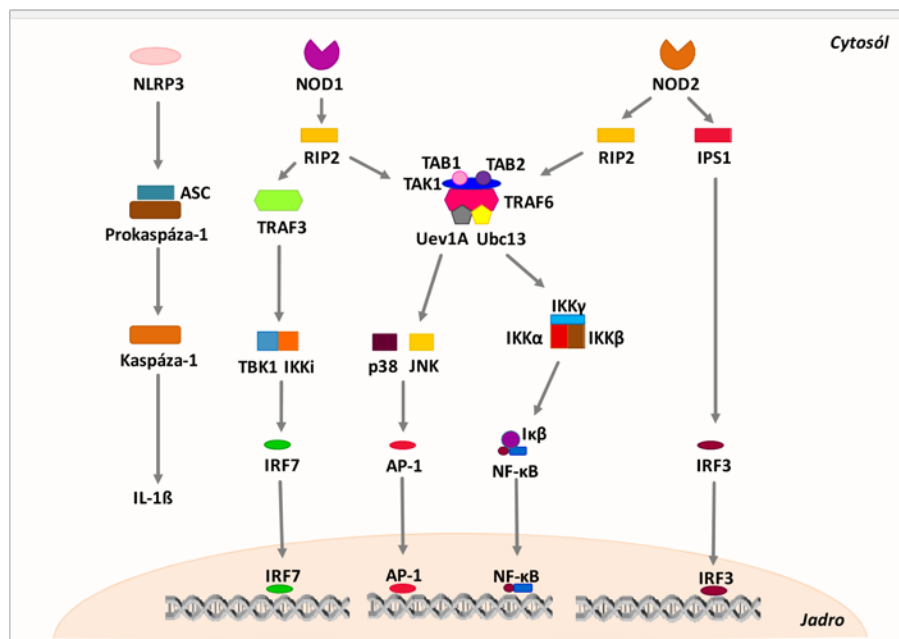 Cytosól
NLRP3
NOD1
NOD2
RIP2
RIP2
IPS1
TAB1
TAB2
TAK1
TRAF6
ASC
Prokaspáza-1
TRAF3
Uev1A
Ubc13
IKKγ
IKKα
IKKβ
Kaspáza-1
TBK1 IKKi
p38
JNK
Iκβ
IRF7
AP-1
NF-κB
IRF3
IL-1ß
IRF7
AP-1
NF-κB
IRF3
Jadro